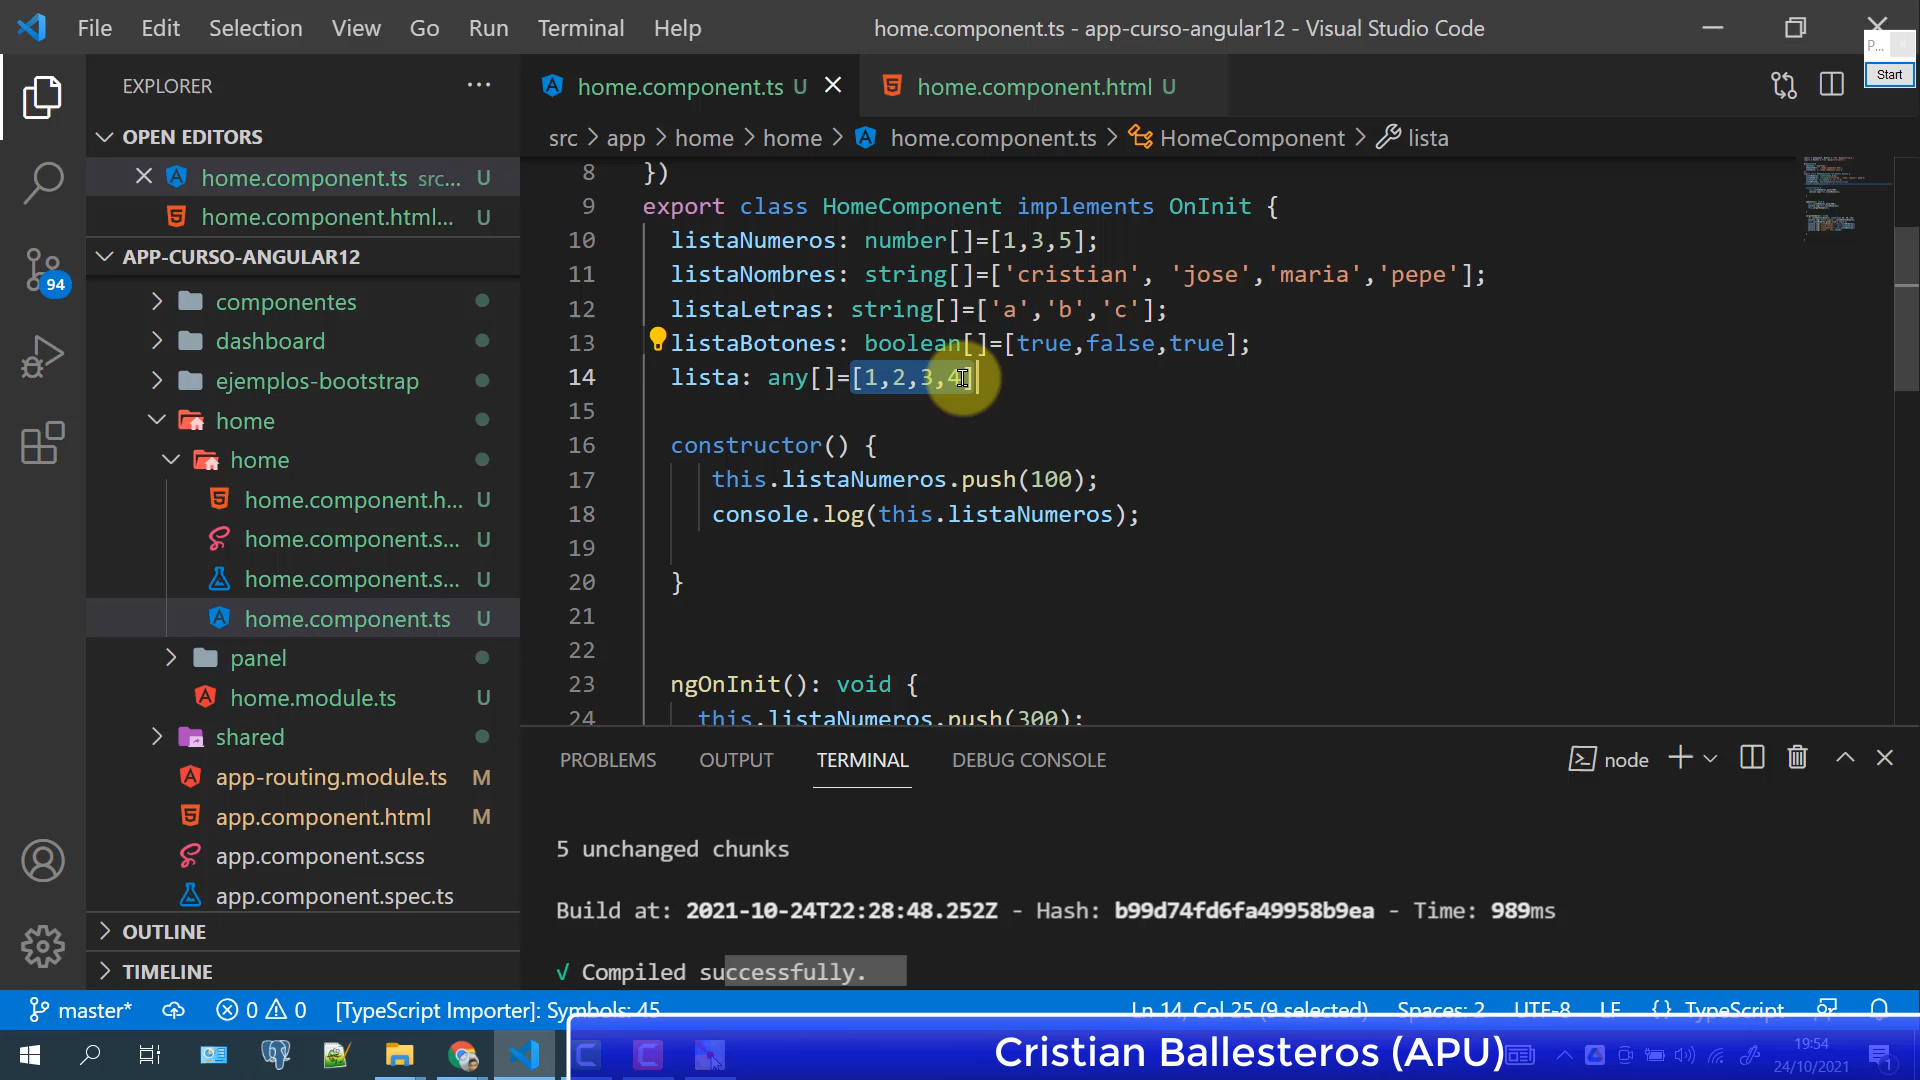 File Edit Selection View Go Run Terminal Help
home.component.ts - app-curso-angular12 - Visual Studio Code
P...
Start
EXPLORER
OPEN EDITORS
home.component.ts src... U
home.component.html... U
APP-CURSO-ANGULAR12
componentes
dashboard
ejemplos-bootstrap
home
home
home.component.h... U
home.component.s... U
home.component.s... U
home.component.ts U
panel
home.module.ts U
shared
app-routing.module.ts M
app.component.html M
app.component.scss
app.component.spec.ts
OUTLINE
TIMELINE
94
home.component.ts U
home.component.html U
src > app > home > home > home.component.ts > HomeComponent > lista
8 })
9 export class HomeComponent implements OnInit {
10 listaNumeros: number[]=[1,3,5];
11 listaNombres: string[]=['cristian', 'jose','maria','pepe'];
12 listaLetras: string[]=['a','b','c'];
13 listaBotones: boolean[]=[true,false,true];
14 lista: any[]=[1,2,3,4]
15
16 constructor() {
17 this.listaNumeros.push(100);
18 console.log(this.listaNumeros);
19
20 }
21
22
23 ngOnInit(): void {
24 this.listaNumeros.push(300);
PROBLEMS OUTPUT TERMINAL DEBUG CONSOLE
node
5 unchanged chunks
Build at: 2021-10-24T22:28:48.252Z - Hash: b99d74fd6fa49958b9ea - Time: 989ms
√ Compiled successfully.
master* 0 0 [TypeScript Importer]: Symbols: 45
Ln 14, Col 25 (9 selected) Spaces: 2 UTF-8 LF {} TypeScript
Cristian Ballesteros (APU)
19:54
24/10/2021
1